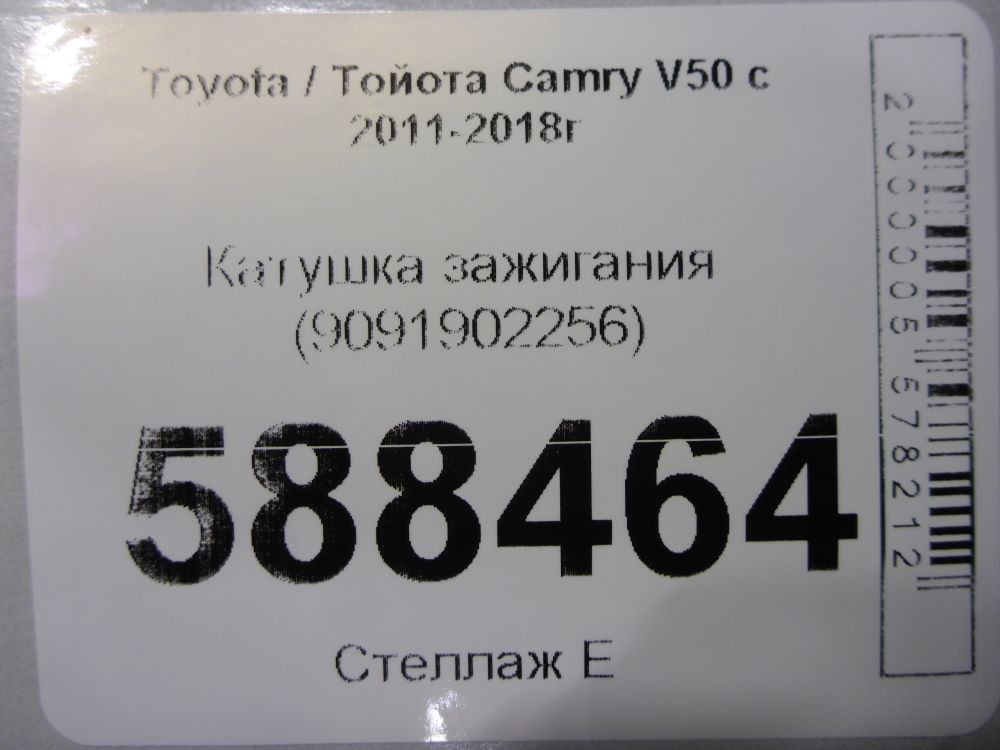 Toyota / Тойота Camry V50 с
2011-2018г
Катушка зажигания
(9091902256)
588464
Стеллаж Е
2000005578212